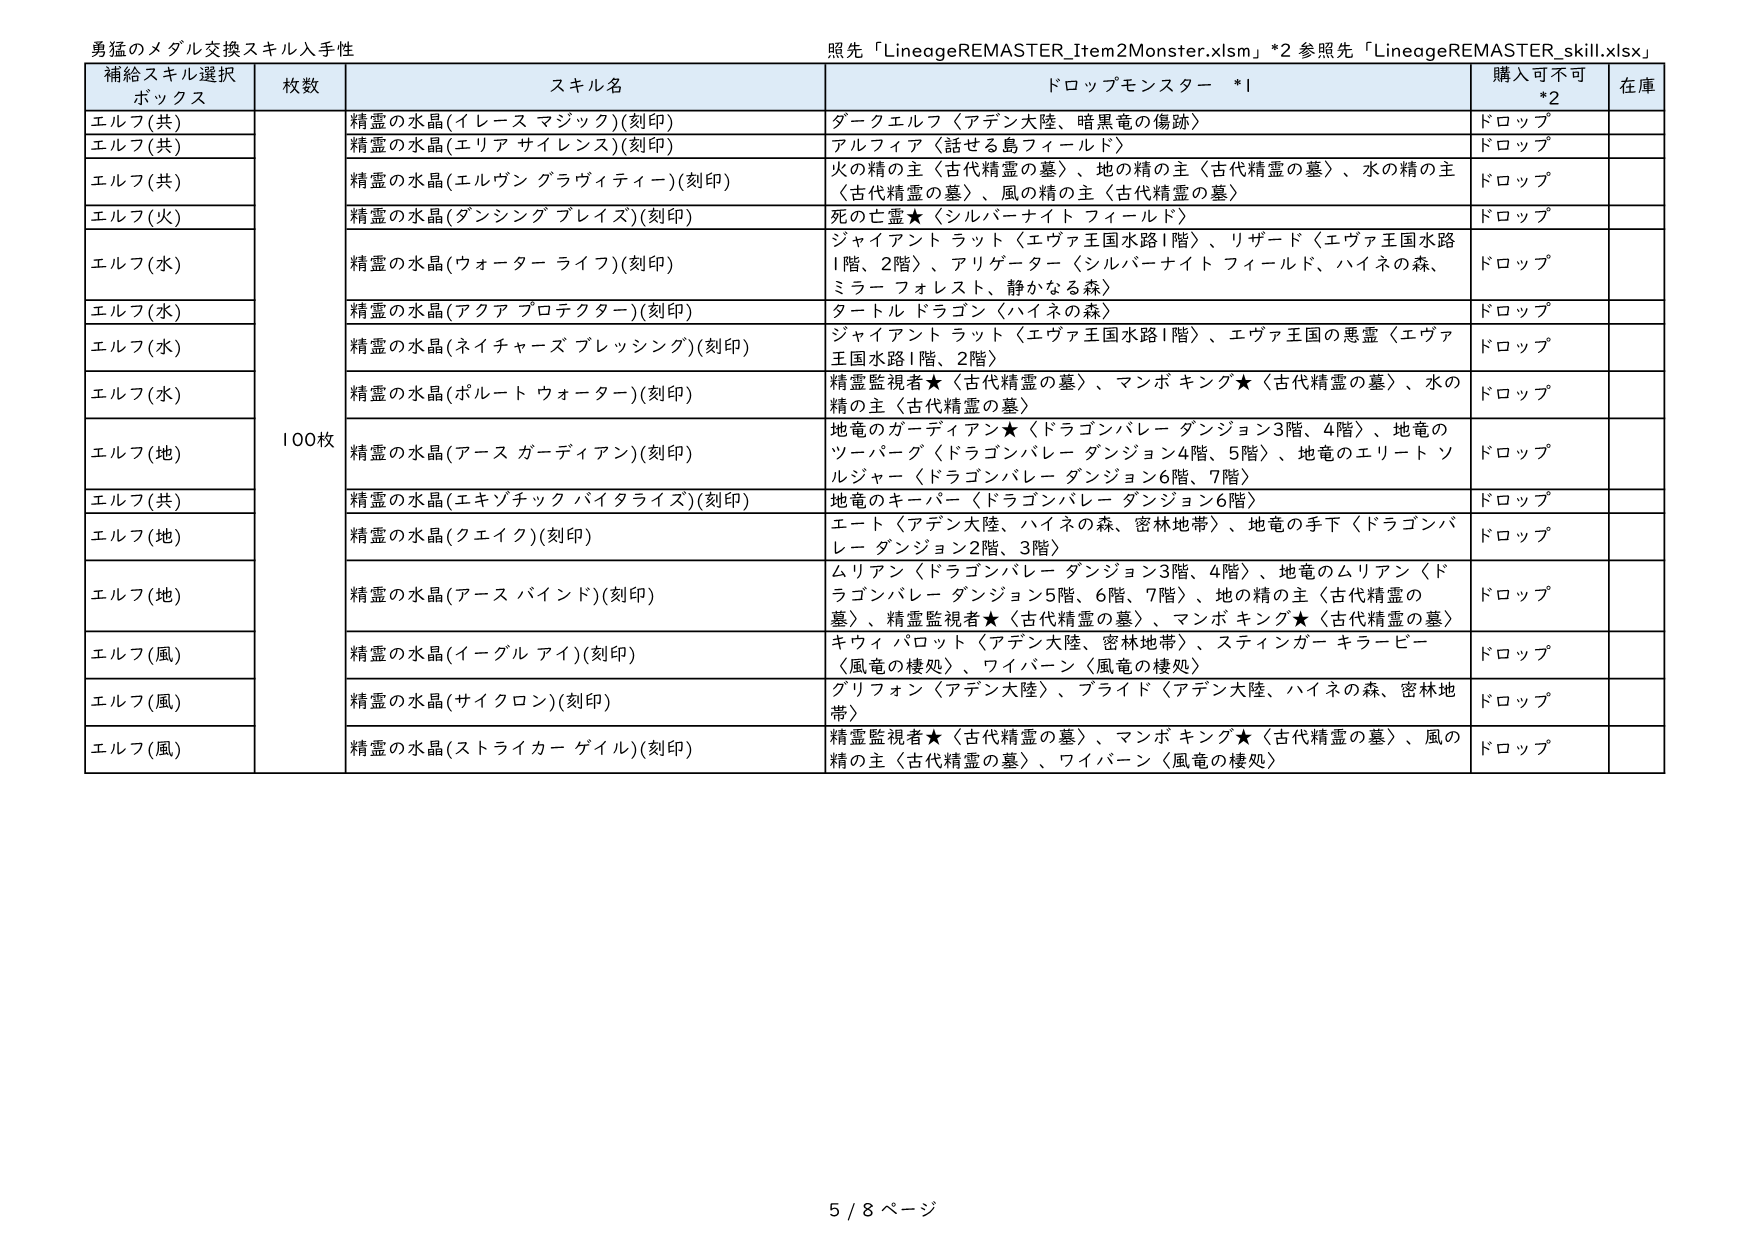 勇猛のメダル交換スキル入手性 照先「LineageREMASTER_Item2Monster.xlsm」*2 参照先「LineageREMASTER_skill.xlsx」
補給スキル選択
ボックス 枚数 スキル名 ドロップモンスター *1 購入可不可
*2 在庫
エルフ(共) 精霊の水晶(イレース マジック)(刻印) ダークエルフ〈アデン大陸、暗黒竜の傷跡〉 ドロップ
エルフ(共) 精霊の水晶(エリア サイレンス)(刻印) アルフィア〈話せる島フィールド〉 ドロップ
エルフ(共) 精霊の水晶(エルヴン グラヴィティー)(刻印) 火の精の主〈古代精霊の墓〉、地の精の主〈古代精霊の墓〉、水の精の主
〈古代精霊の墓〉、風の精の主〈古代精霊の墓〉 ドロップ
エルフ(火) 精霊の水晶(ダンシング ブレイズ)(刻印) 死の亡霊★〈シルバーナイト フィールド〉 ドロップ
エルフ(水) 精霊の水晶(ウォーター ライフ)(刻印) ジャイアント ラット〈エヴァ王国水路1階〉、リザード〈エヴァ王国水路
1階、2階〉、アリゲーター〈シルバーナイト フィールド、ハイネの森、
ミラー フォレスト、静かなる森〉 ドロップ
エルフ(水) 精霊の水晶(アクア プロテクター)(刻印) タートル ドラゴン〈ハイネの森〉 ドロップ
エルフ(水) 精霊の水晶(ネイチャーズ ブレッシング)(刻印) ジャイアント ラット〈エヴァ王国水路1階〉、エヴァ王国の悪霊〈エヴァ
王国水路1階、2階〉 ドロップ
エルフ(水) 精霊の水晶(ポルート ウォーター)(刻印) 精霊監視者★〈古代精霊の墓〉、マンボ キング★〈古代精霊の墓〉、水の
精の主〈古代精霊の墓〉 ドロップ
エルフ(地) 100枚 精霊の水晶(アース ガーディアン)(刻印) 地竜のガーディアン★〈ドラゴンバレー ダンジョン3階、4階〉、地竜の
ツーパーグ〈ドラゴンバレー ダンジョン4階、5階〉、地竜のエリート ソ
ルジャー〈ドラゴンバレー ダンジョン6階、7階〉 ドロップ
エルフ(共) 精霊の水晶(エキゾチック バイタライズ)(刻印) 地竜のキーパー〈ドラゴンバレー ダンジョン6階〉 ドロップ
エルフ(地) 精霊の水晶(クエイク)(刻印) エート〈アデン大陸、ハイネの森、密林地帯〉、地竜の手下〈ドラゴンバ
レー ダンジョン2階、3階〉 ドロップ
エルフ(地) 精霊の水晶(アース バインド)(刻印) ムリアン〈ドラゴンバレー ダンジョン3階、4階〉、地竜のムリアン〈ド
ラゴンバレー ダンジョン5階、6階、7階〉、地の精の主〈古代精霊の
墓〉、精霊監視者★〈古代精霊の墓〉、マンボ キング★〈古代精霊の墓〉 ドロップ
エルフ(風) 精霊の水晶(イーグル アイ)(刻印) キウィ パロット〈アデン大陸、密林地帯〉、スティンガー キラービー
〈風竜の棲処〉、ワイバーン〈風竜の棲処〉 ドロップ
エルフ(風) 精霊の水晶(サイクロン)(刻印) グリフォン〈アデン大陸〉、ブライド〈アデン大陸、ハイネの森、密林地
帯〉 ドロップ
エルフ(風) 精霊の水晶(ストライカー ゲイル)(刻印) 精霊監視者★〈古代精霊の墓〉、マンボ キング★〈古代精霊の墓〉、風の
精の主〈古代精霊の墓〉、ワイバーン〈風竜の棲処〉 ドロップ
5 / 8 ページ